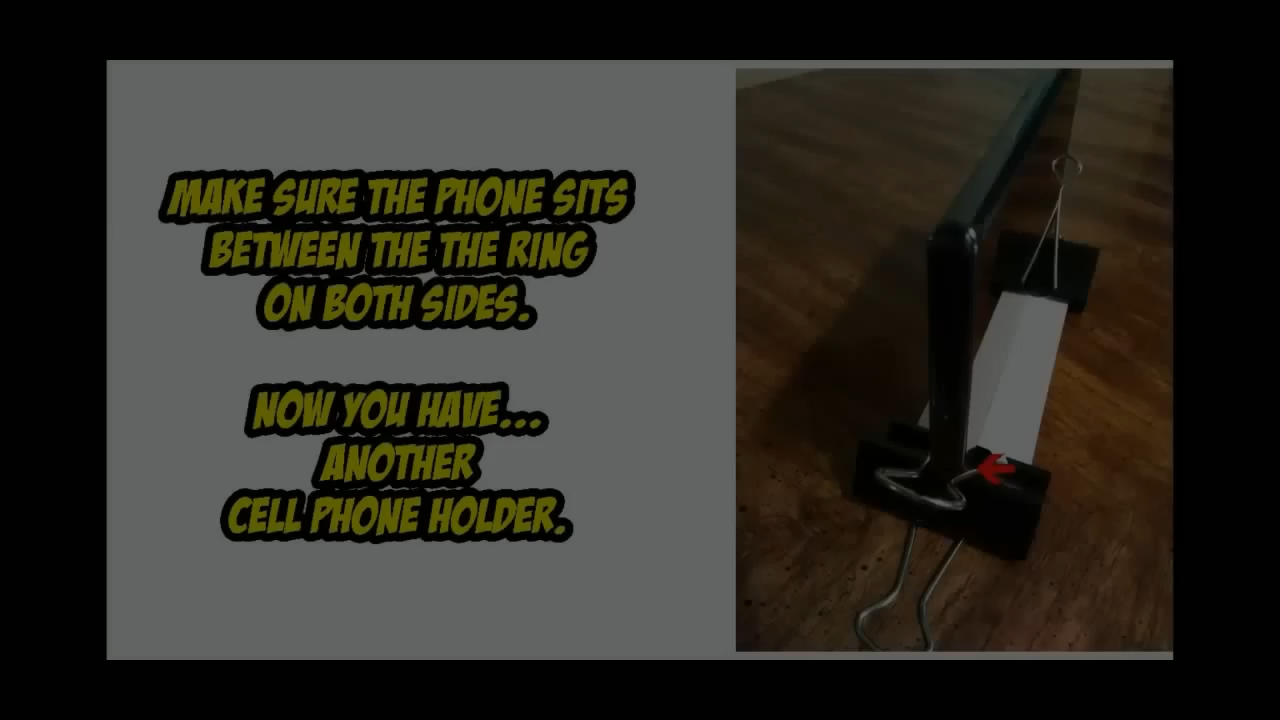 MAKE SURE THE PHONE SITS
BETWEEN THE THE RING
ON BOTH SIDES.
NOW YOU HAVE...
ANOTHER
CELL PHONE HOLDER.